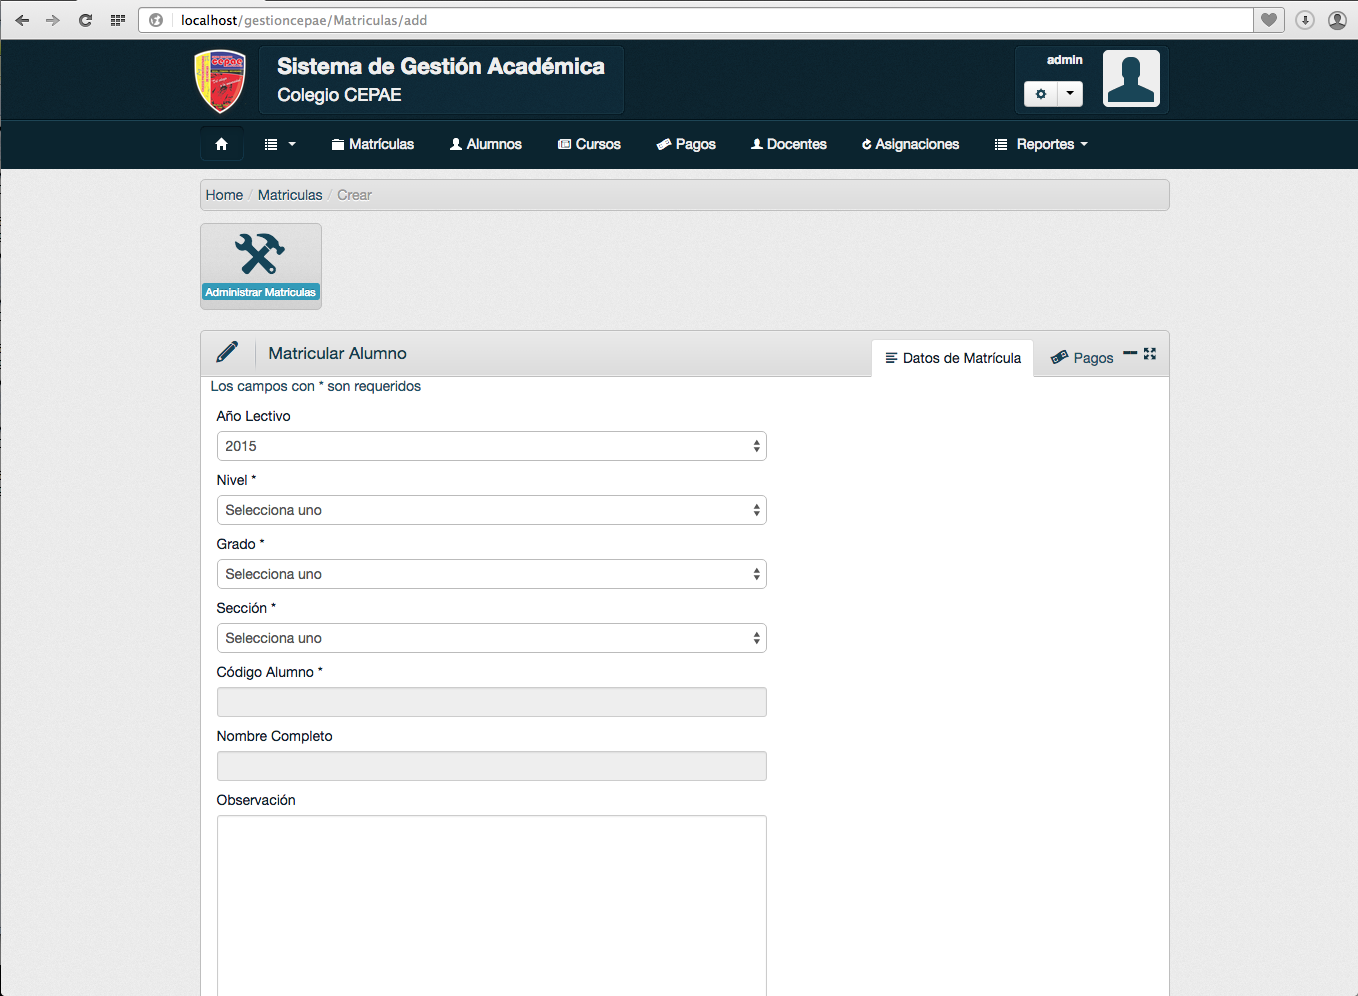 localhost/gestioncepae/Matriculas/add
cepae
Sistema de Gestión Académica
Colegio CEPAE
admin
Matrículas Alumnos Cursos Pagos Docentes Asignaciones Reportes
Home / Matriculas / Crear
Administrar Matriculas
Matricular Alumno
Datos de Matrícula Pagos
Los campos con * son requeridos
Año Lectivo
2015
Nivel *
Selecciona uno
Grado *
Selecciona uno
Sección *
Selecciona uno
Código Alumno *
Nombre Completo
Observación